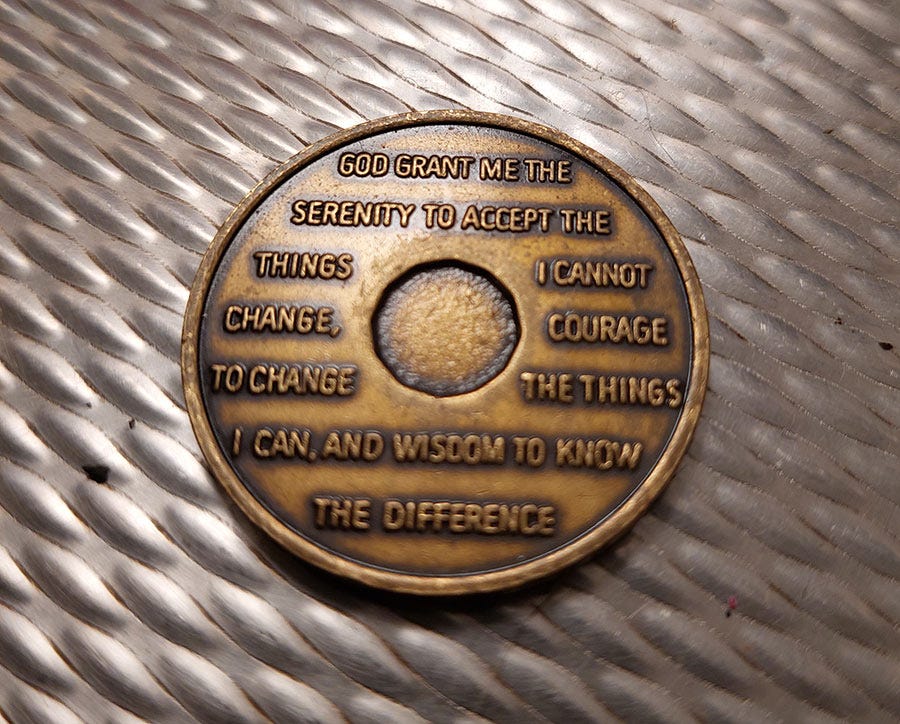 GOD GRANT ME THE
SERENITY TO ACCEPT THE
THINGS I CANNOT
CHANGE, COURAGE
TO CHANGE THE THINGS
I CAN, AND WISDOM TO KNOW
THE DIFFERENCE